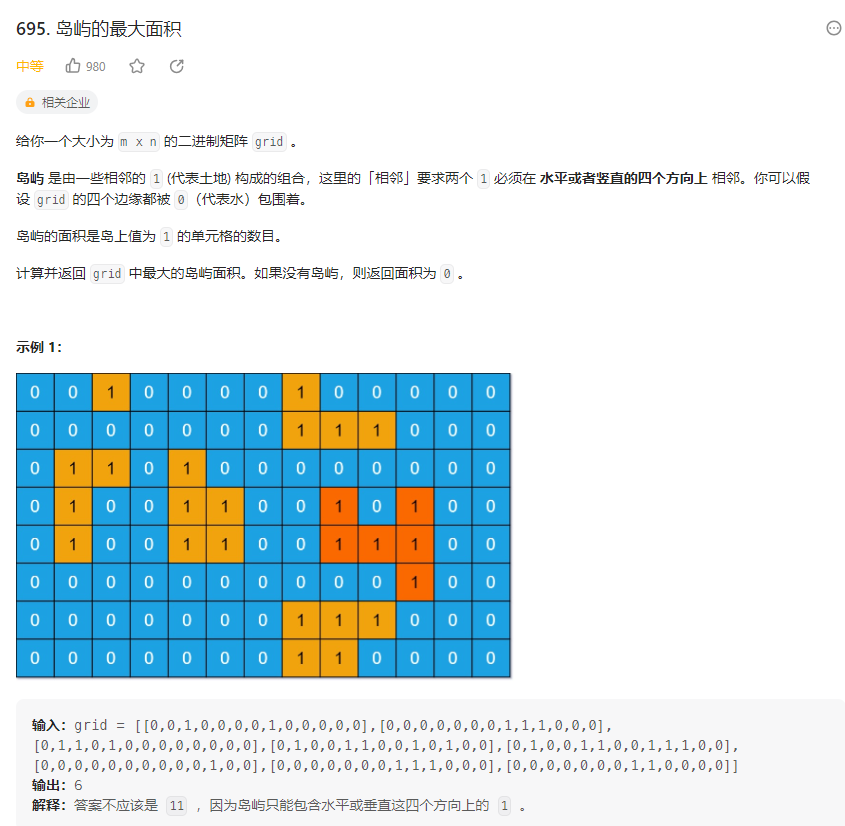 695. 岛屿的最大面积
中等 980
相关企业
给你一个大小为 m x n 的二进制矩阵 grid 。
岛屿 是由一些相邻的 1 (代表土地) 构成的组合，这里的「相邻」要求两个 1 必须在 水平或者竖直的四个方向上 相邻。你可以假
设 grid 的四个边缘都被 0（代表水）包围着。
岛屿的面积是岛上值为 1 的单元格的数目。
计算并返回 grid 中最大的岛屿面积。如果没有岛屿，则返回面积为 0 。
示例 1：
0 0 1 0 0 0 0 1 0 0 0 0 0
0 0 0 0 0 0 0 1 1 1 0 0 0
0 1 1 0 1 0 0 0 0 0 0 0 0
0 1 0 0 1 1 0 0 1 0 1 0 0
0 1 0 0 1 1 0 0 1 1 1 0 0
0 0 0 0 0 0 0 0 0 0 1 0 0
0 0 0 0 0 0 0 1 1 1 0 0 0
0 0 0 0 0 0 0 1 1 0 0 0 0
输入：grid = [[0,0,1,0,0,0,0,1,0,0,0,0,0],[0,0,0,0,0,0,0,1,1,1,0,0,0],
[0,1,1,0,1,0,0,0,0,0,0,0,0],[0,1,0,0,1,1,0,0,1,0,1,0,0],[0,1,0,0,1,1,0,0,1,1,1,0,0],
[0,0,0,0,0,0,0,0,0,0,1,0,0],[0,0,0,0,0,0,0,1,1,1,0,0,0],[0,0,0,0,0,0,0,1,1,0,0,0,0]]
输出：6
解释：答案不应该是 11 ，因为岛屿只能包含水平或垂直这四个方向上的 1 。